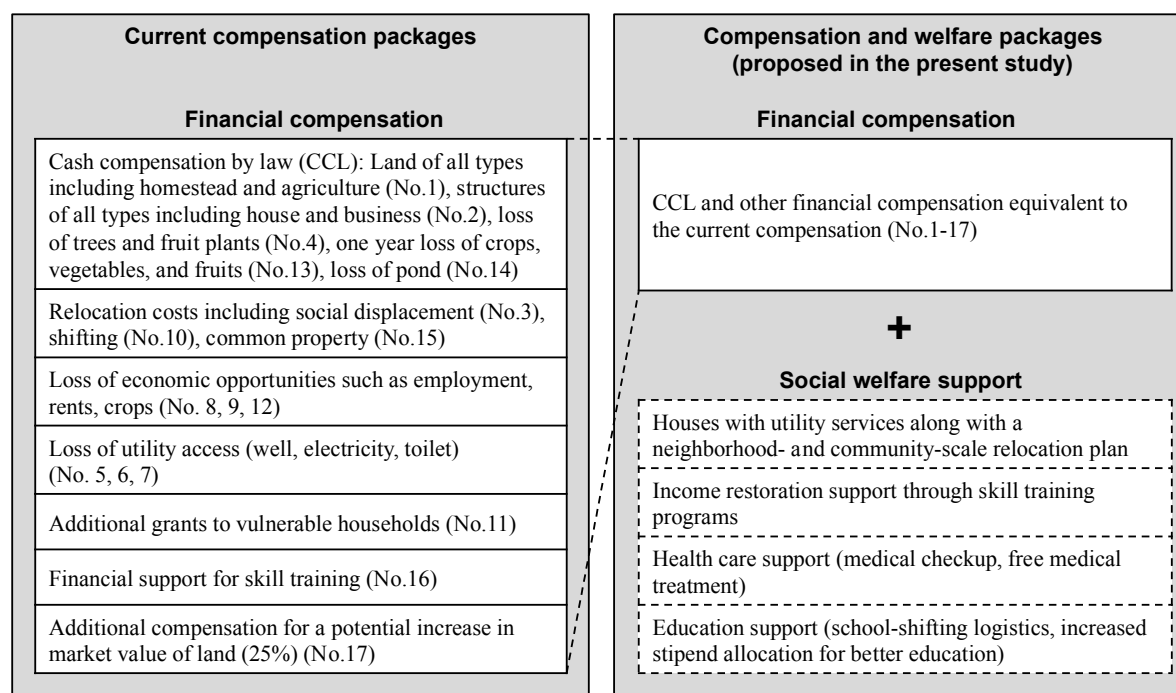 Current compensation packages
Financial compensation
Cash compensation by law (CCL): Land of all types
including homestead and agriculture (No.1), structures
of all types including house and business (No.2), loss
of trees and fruit plants (No.4), one year loss of crops,
vegetables, and fruits (No.13), loss of pond (No.14)
Relocation costs including social displacement (No.3),
shifting (No.10), common property (No.15)
Loss of economic opportunities such as employment,
rents, crops (No. 8, 9, 12)
Loss of utility access (well, electricity, toilet)
(No. 5, 6, 7)
Additional grants to vulnerable households (No.11)
Financial support for skill training (No.16)
Additional compensation for a potential increase in
market value of land (25%) (No.17)
Compensation and welfare packages
(proposed in the present study)
Financial compensation
CCL and other financial compensation equivalent to
the current compensation (No.1-17)
+
Social welfare support
Houses with utility services along with a
neighborhood- and community-scale relocation plan
Income restoration support through skill training
programs
Health care support (medical checkup, free medical
treatment)
Education support (school-shifting logistics, increased
stipend allocation for better education)